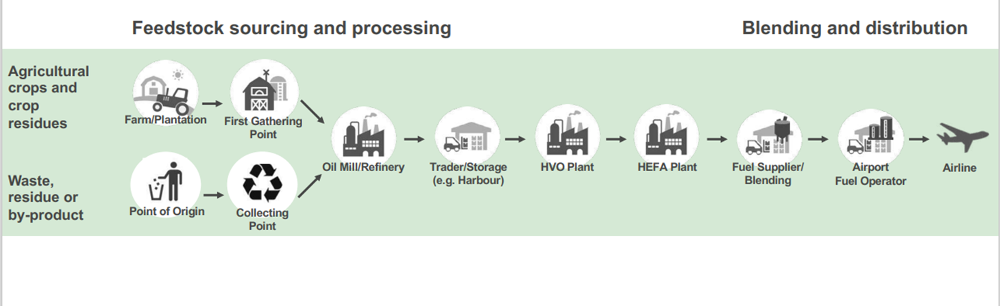 Feedstock sourcing and processing
Blending and distribution
Agricultural
crops and
crop
residues
Farm/Plantation
First Gathering
Point
Waste,
residue or
by-product
Point of Origin
Collecting
Point
Oil Mill/Refinery
Trader/Storage
(e.g. Harbour)
HVO Plant
HEFA Plant
Fuel Supplier/
Blending
Airport
Fuel Operator
Airline